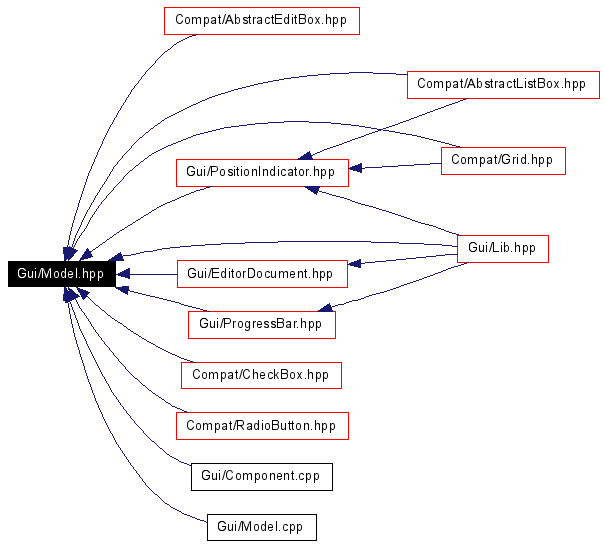 Compat/AbstractEditBox.hpp
Compat/AbstractListBox.hpp
Compat/Grid.hpp
Gui/PositionIndicator.hpp
Gui/Lib.hpp
Gui/Model.hpp
Gui/EditorDocument.hpp
Gui/ProgressBar.hpp
Compat/CheckBox.hpp
Compat/RadioButton.hpp
Gui/Component.cpp
Gui/Model.cpp